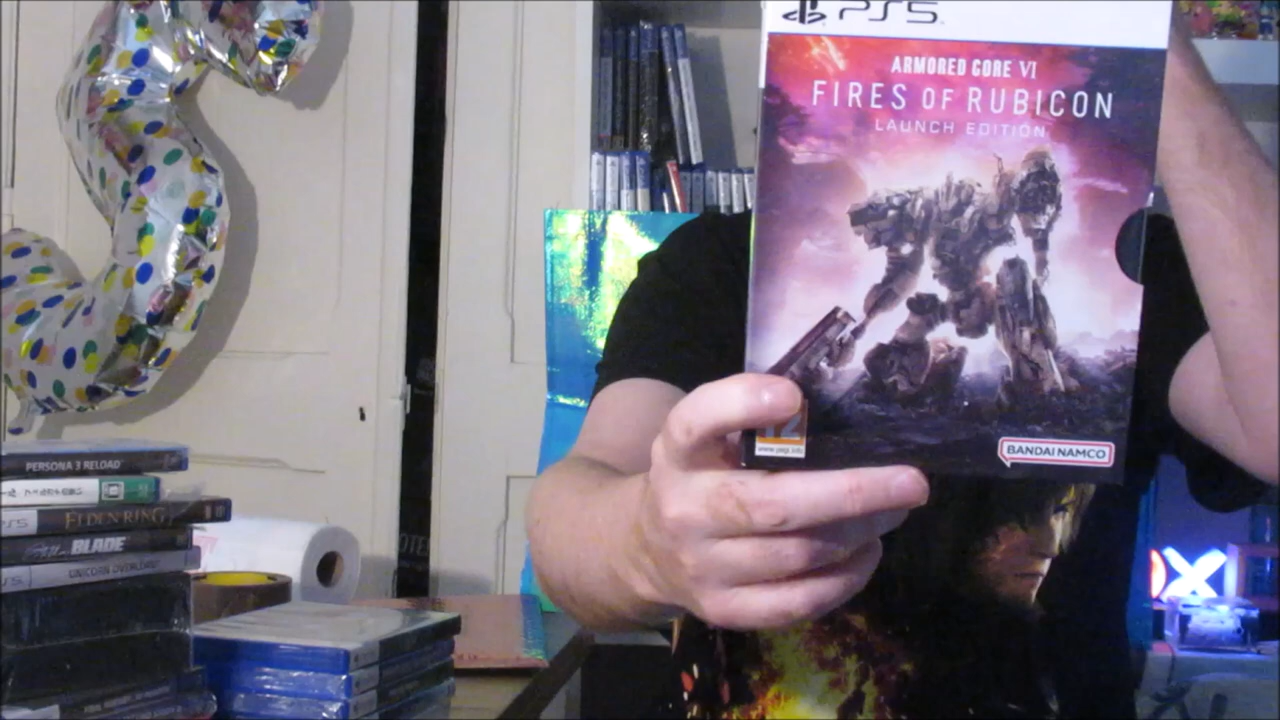 PS5
ARMORED CORE VI
FIRES OF RUBICON
LAUNCH EDITION
12
www.pegi.info
BANDAI NAMCO
PERSONA 3 RELOAD
ELDEN RING
PS5
BLADE
UNICORN OVERLORD